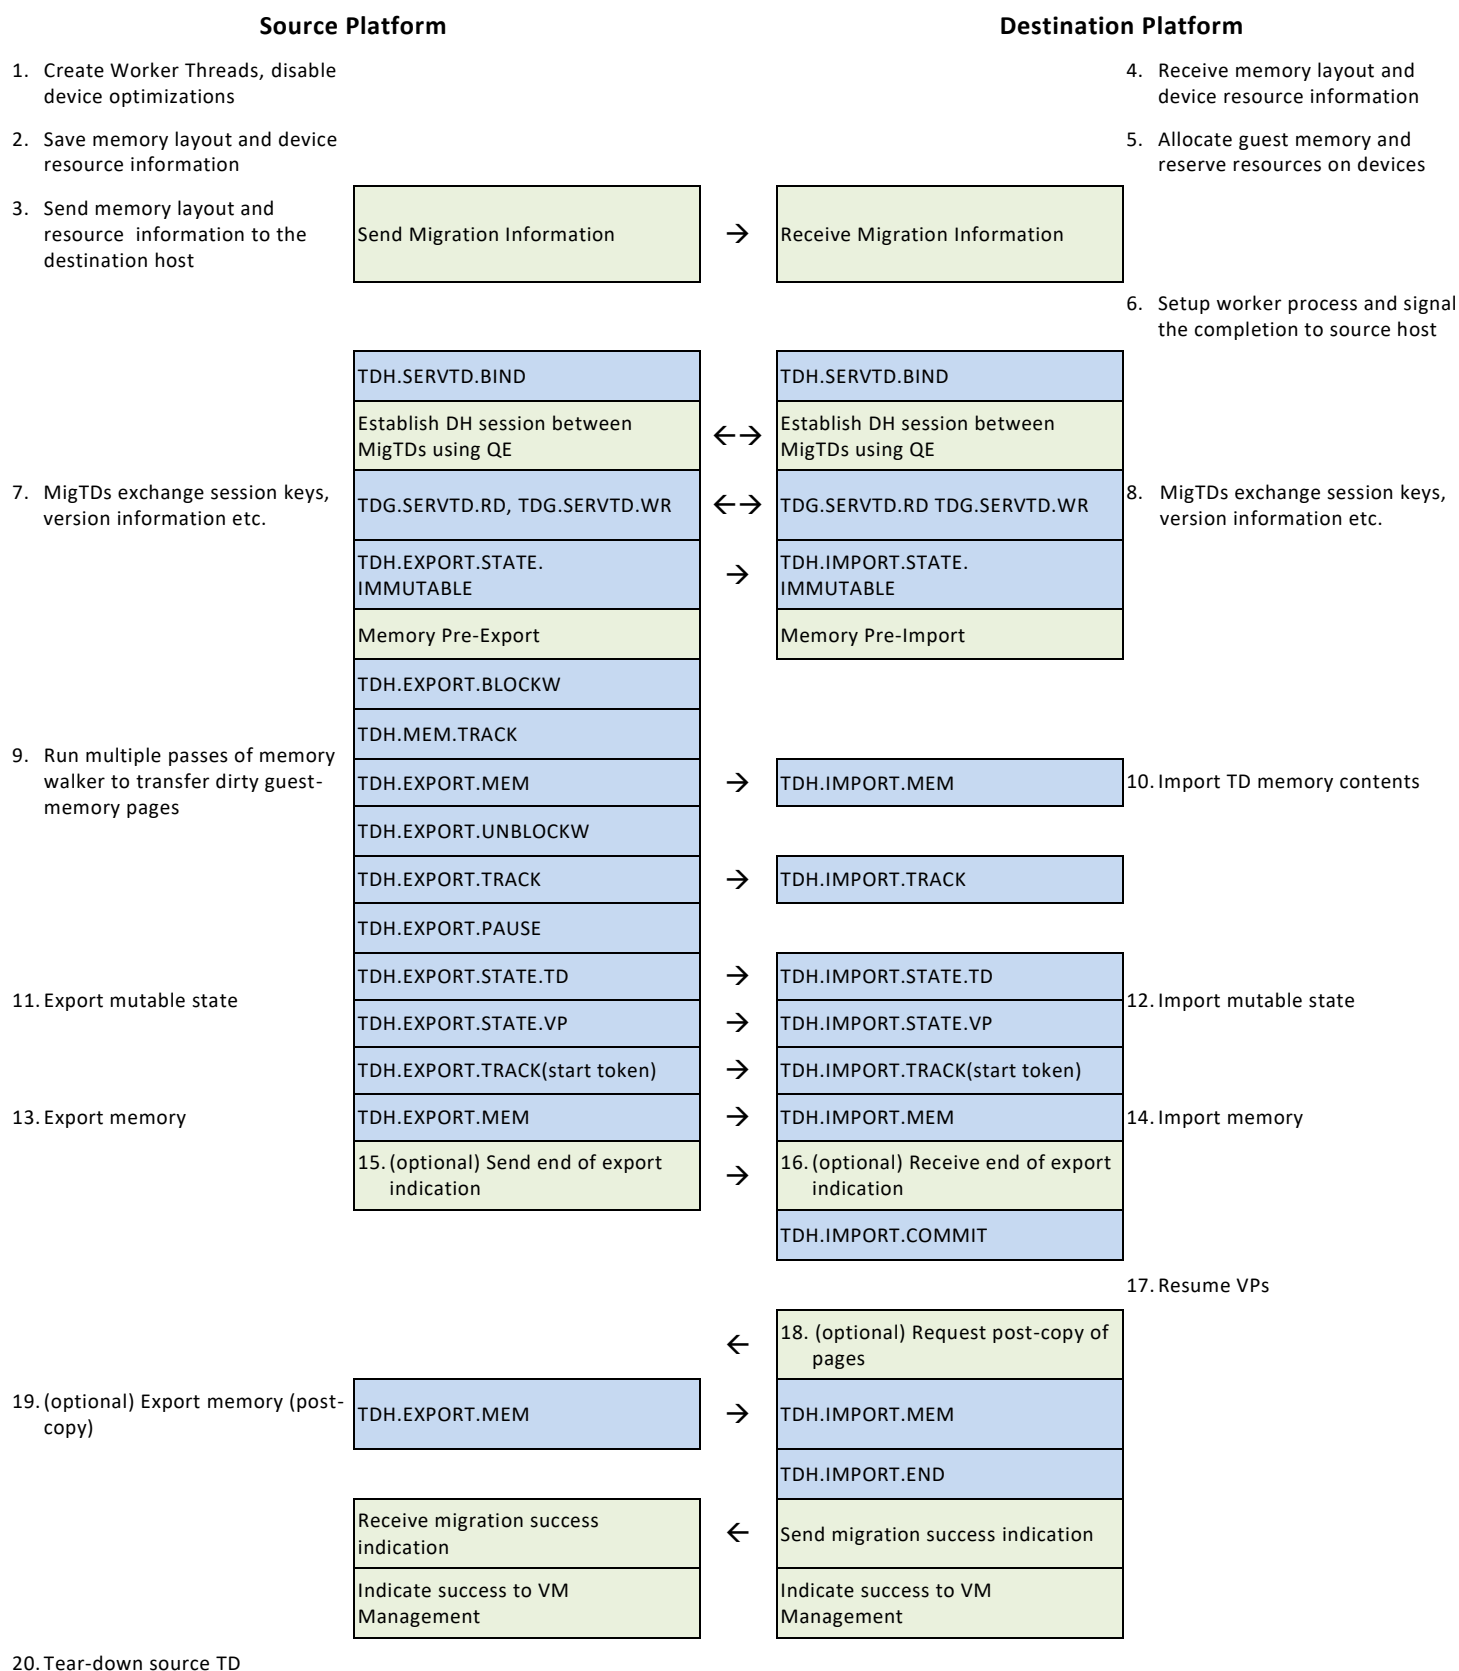 Source Platform
Destination Platform
1. Create Worker Threads, disable
device optimizations
4. Receive memory layout and
device resource information
2. Save memory layout and device
resource information
5. Allocate guest memory and
reserve resources on devices
3. Send memory layout and
resource information to the
destination host
Send Migration Information
→
Receive Migration Information
6. Setup worker process and signal
the completion to source host
TDH.SERVTD.BIND
TDH.SERVTD.BIND
Establish DH session between
MigTDs using QE
←→
Establish DH session between
MigTDs using QE
7. MigTDs exchange session keys,
version information etc.
TDG.SERVTD.RD, TDG.SERVTD.WR
←→
TDG.SERVTD.RD TDG.SERVTD.WR
8. MigTDs exchange session keys,
version information etc.
TDH.EXPORT.STATE.
IMMUTABLE
→
TDH.IMPORT.STATE.
IMMUTABLE
Memory Pre-Export
Memory Pre-Import
TDH.EXPORT.BLOCKW
TDH.MEM.TRACK
9. Run multiple passes of memory
walker to transfer dirty guest-
memory pages
TDH.EXPORT.MEM
→
TDH.IMPORT.MEM
10. Import TD memory contents
TDH.EXPORT.UNBLOCKW
TDH.EXPORT.TRACK
→
TDH.IMPORT.TRACK
TDH.EXPORT.PAUSE
11. Export mutable state
TDH.EXPORT.STATE.TD
→
TDH.IMPORT.STATE.TD
12. Import mutable state
TDH.EXPORT.STATE.VP
→
TDH.IMPORT.STATE.VP
TDH.EXPORT.TRACK(start token)
→
TDH.IMPORT.TRACK(start token)
13. Export memory
TDH.EXPORT.MEM
→
TDH.IMPORT.MEM
14. Import memory
15. (optional) Send end of export
indication
→
16. (optional) Receive end of export
indication
TDH.IMPORT.COMMIT
17. Resume VPs
←
18. (optional) Request post-copy of
pages
19. (optional) Export memory (post-
copy)
TDH.EXPORT.MEM
→
TDH.IMPORT.MEM
TDH.IMPORT.END
Receive migration success
indication
←
Send migration success indication
Indicate success to VM
Management
Indicate success to VM
Management
20. Tear-down source TD